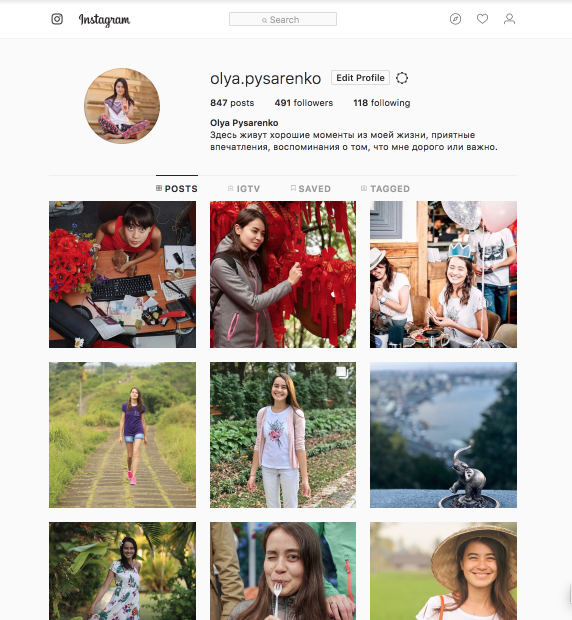 Instagram
Search
olya.pysarenko Edit Profile
847 posts 491 followers 118 following
Olya Pysarenko
Здесь живут хорошие моменты из моей жизни, приятные
впечатления, воспоминания о том, что мне дорого или важно.
POSTS IGTV SAVED TAGGED